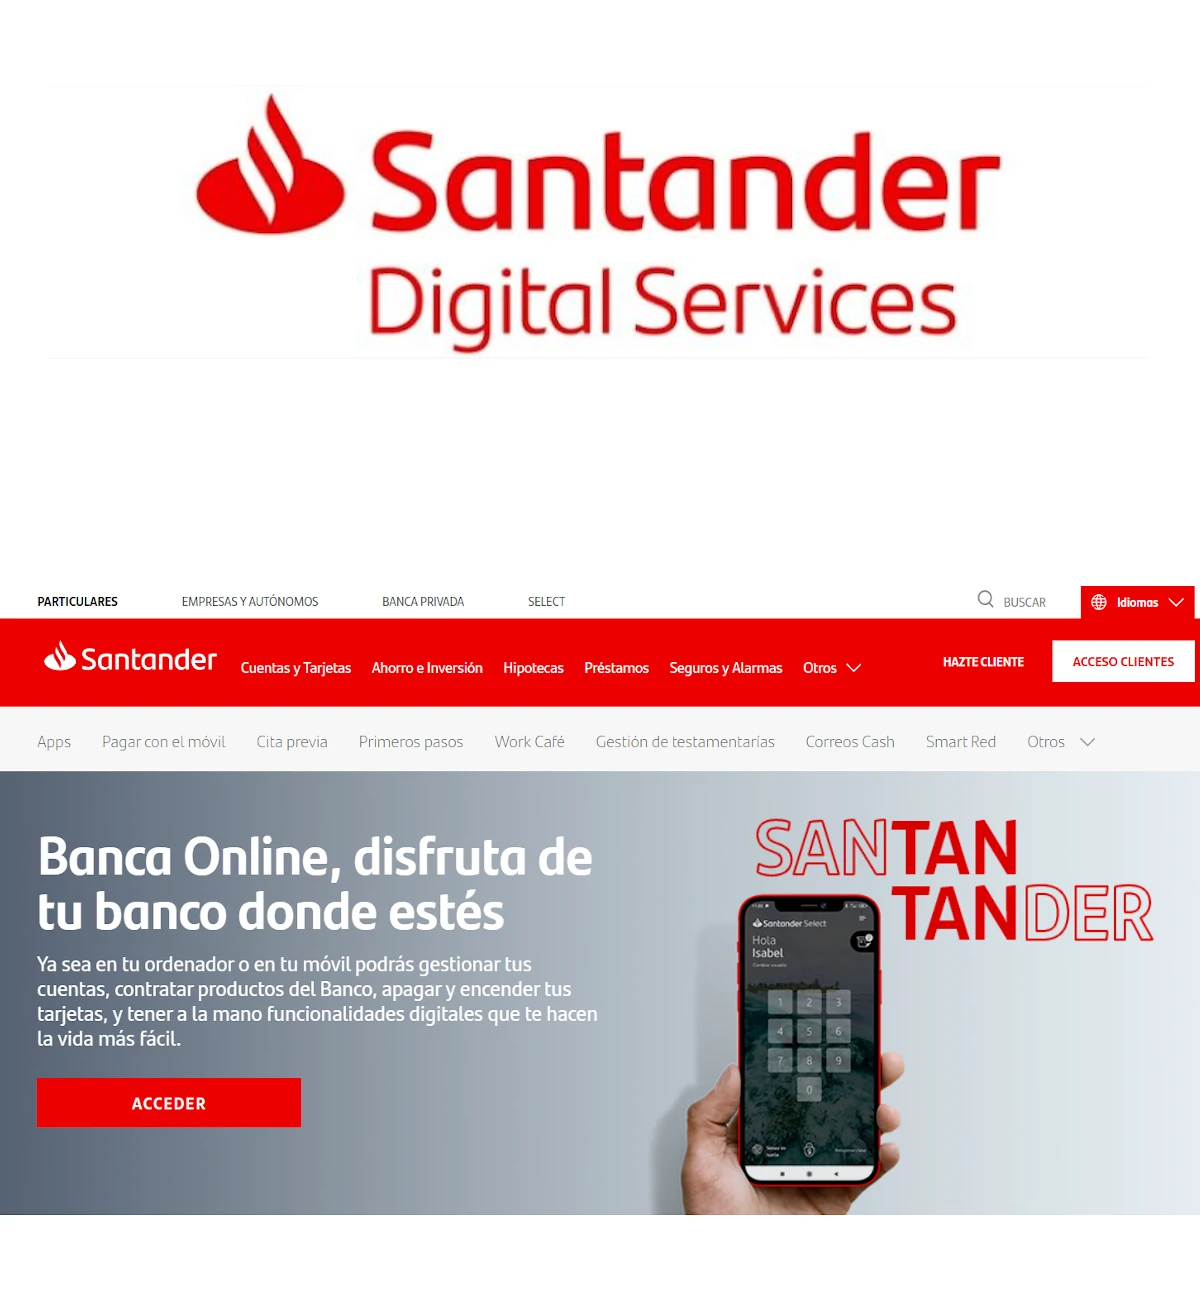 Santander
Digital Services
PARTICULARES EMPRESAS Y AUTÓNOMOS BANCA PRIVADA SELECT BUSCAR Idiomas
Santander Cuentas y Tarjetas Ahorro e Inversión Hipotecas Préstamos Seguros y Alarmas Otros HAZTE CLIENTE ACCESO CLIENTES
Apps Pagar con el móvil Cita previa Primeros pasos Work Café Gestión de testamentarías Correos Cash Smart Red Otros
Banca Online, disfruta de
tu banco donde estés
Ya sea en tu ordenador o en tu móvil podrás gestionar tus
cuentas, contratar productos del Banco, apagar y encender tus
tarjetas, y tener a la mano funcionalidades digitales que te hacen
la vida más fácil.
ACCEDER
SANTAN
TANDER
Santander Select
Hola
Isabel
Cambiar usuario
1 2 3
4 5 6
7 8 9
0